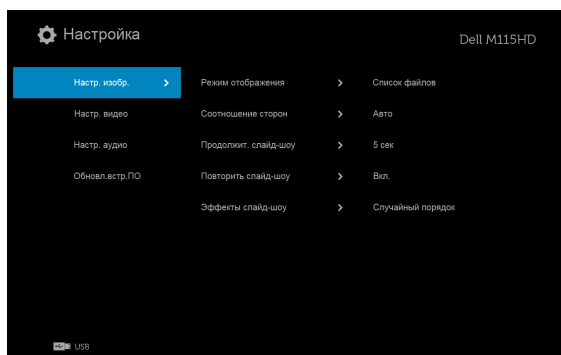 Настройка
Dell M115HD
Настр. изобр. Режим отображения Список файлов
Настр. видео Соотношение сторон Авто
Настр. аудио Продолжит. слайд-шоу 5 сек
Обновл.встр.ПО Повторить слайд-шоу Вкл.
Эффекты слайд-шоу Случайный порядок
USB